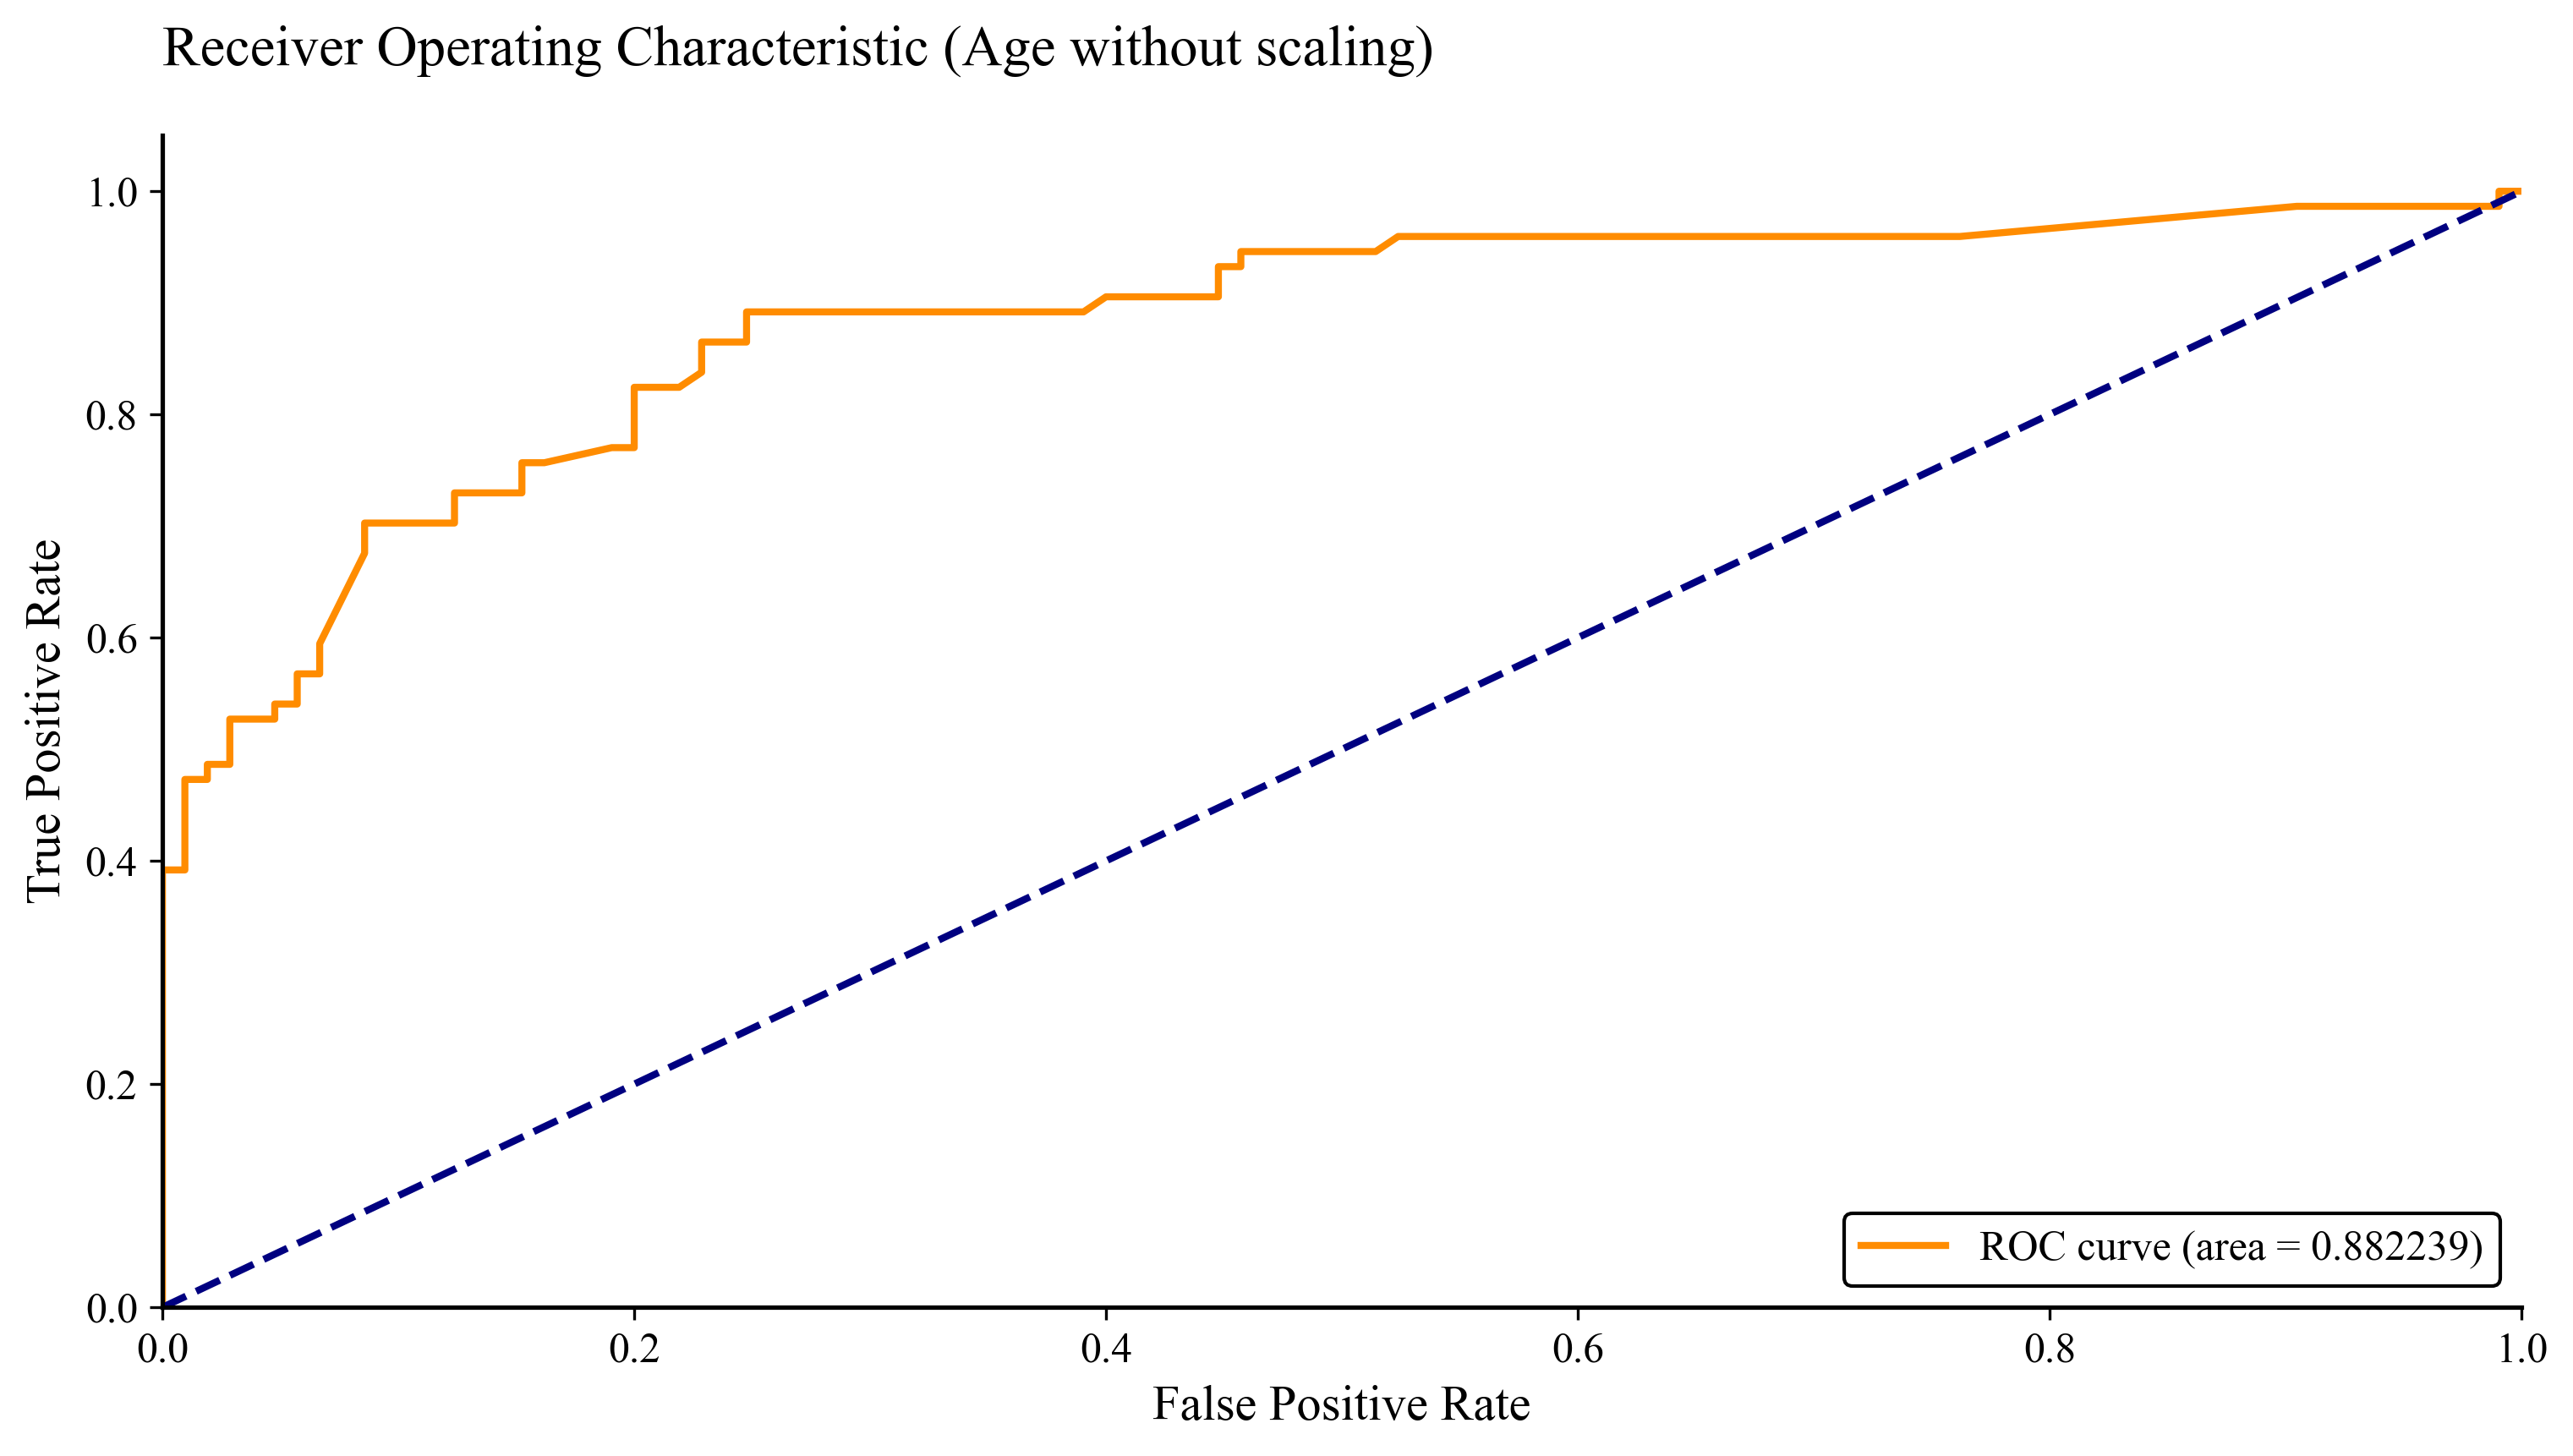 Receiver Operating Characteristic (Age without scaling)
1.0
0.8
0.6
0.4
0.2
0.0
True Positive Rate
ROC curve (area = 0.882239)
0.0 0.2 0.4 0.6 0.8 1.0
False Positive Rate